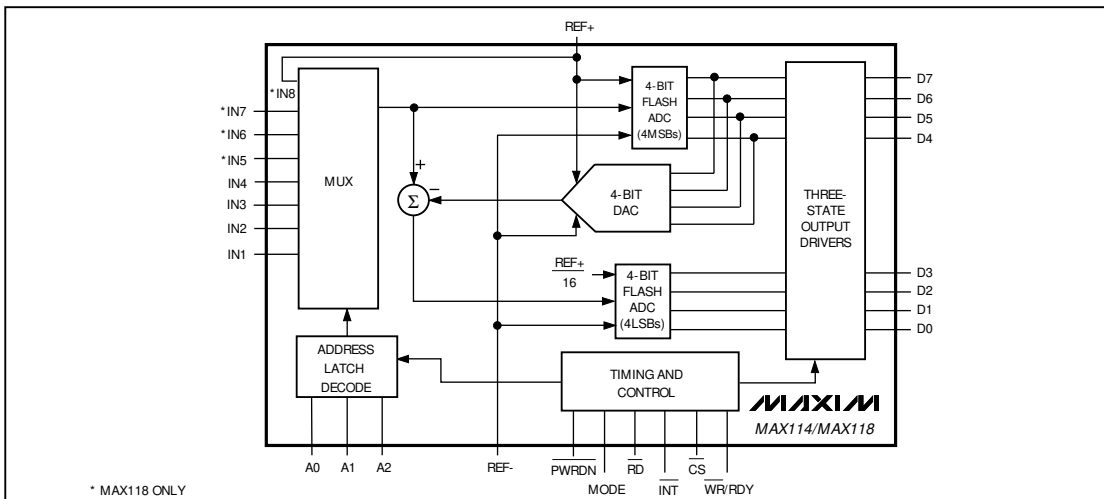 REF+
*IN8
*IN7
*IN6
*IN5
IN4
IN3
IN2
IN1
MUX
+
−
Σ
4-BIT
FLASH
ADC
(4MSBs)
4-BIT
DAC
REF+
16
4-BIT
FLASH
ADC
(4LSBs)
THREE-
STATE
OUTPUT
DRIVERS
D7
D6
D5
D4
D3
D2
D1
D0
ADDRESS
LATCH
DECODE
TIMING AND
CONTROL
MAXIM
MAX114/MAX118
A0
A1
A2
REF-
PWRDN
MODE
RD
INT
CS
WR/RDY
* MAX118 ONLY